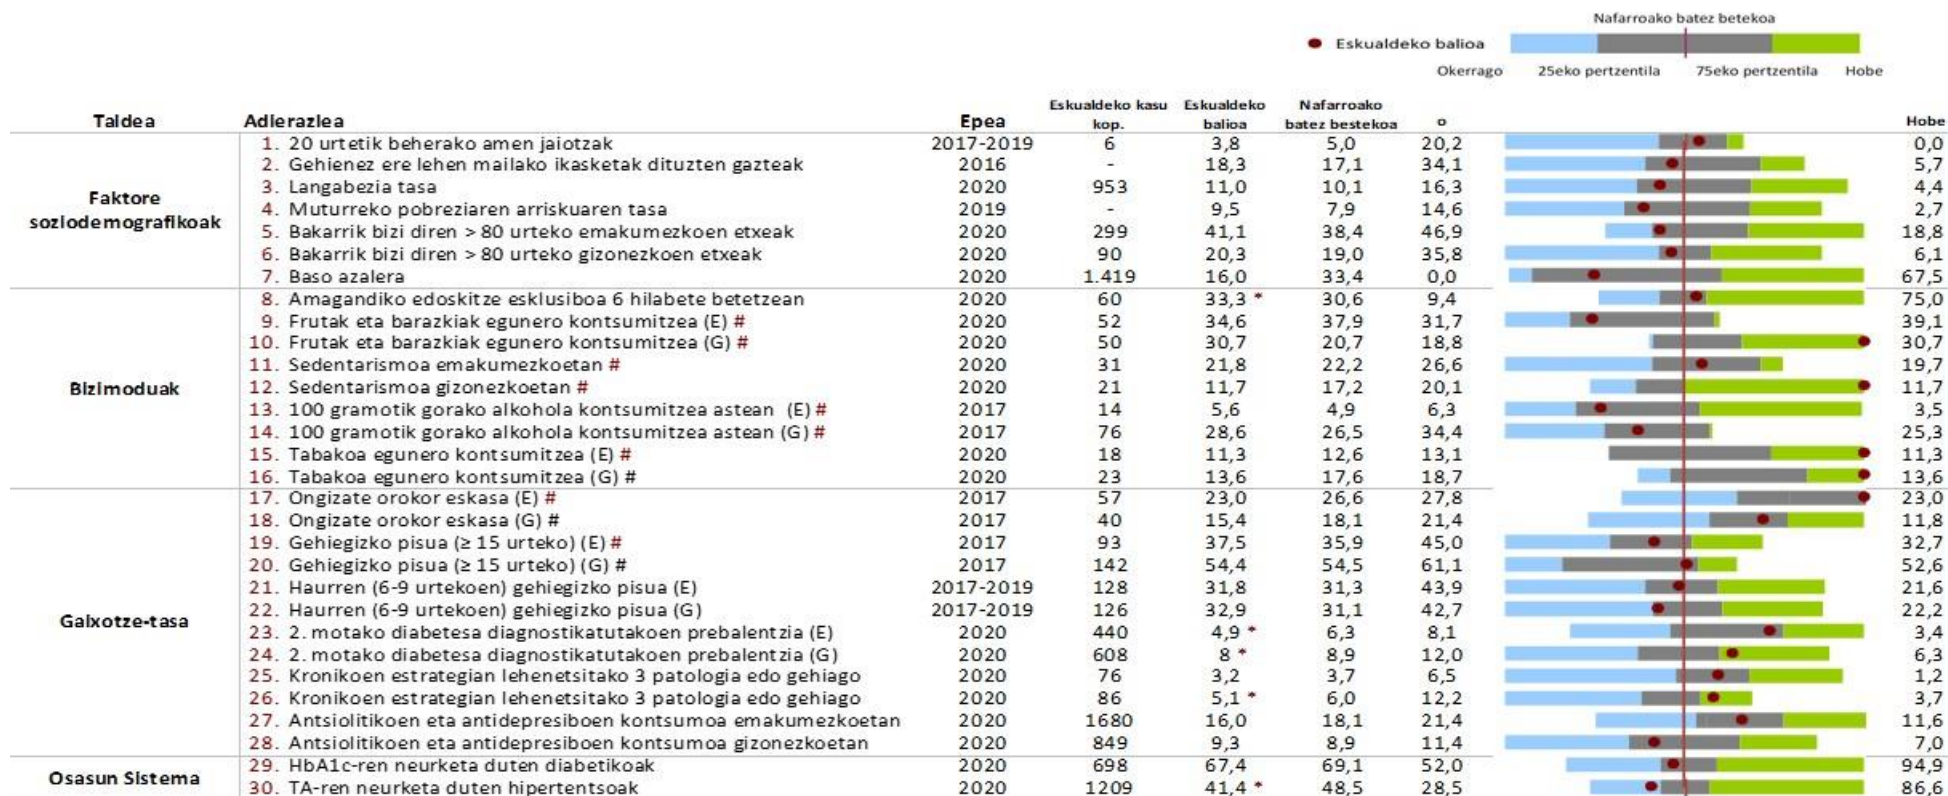 Nafarroako batez betekoa
Eskualdeko balioa
Okerrago 25eko pertzentila 75eko pertzentila Hobe
Taldea Adierazlea Epea Eskualdeko kasu kop. Eskualdeko balioa Nafarroako batez bestekoa o Hobe
Faktore soziodemografikoak
1. 20 urtetik beherako amen jaiotzak 2017-2019 6 3,8 5,0 20,2 0,0
2. Gehienez ere lehen mailako ikasketak dituzten gazteak 2016 - 18,3 17,1 34,1 5,7
3. Langabezia tasa 2020 953 11,0 10,1 16,3 4,4
4. Muturreko pobreziaren arriskuaren tasa 2019 - 9,5 7,9 14,6 2,7
5. Bakarrik bizi diren > 80 urteko emakumezkoen etxeak 2020 299 41,1 38,4 46,9 18,8
6. Bakarrik bizi diren > 80 urteko gizonezkoen etxeak 2020 90 20,3 19,0 35,8 6,1
7. Baso azalera 2020 1.419 16,0 33,4 0,0 67,5
Bizimoduak
8. Amagandiko edoskitze esklusiboa 6 hilabete betetzean 2020 60 33,3 * 30,6 9,4 75,0
9. Frutak eta barazkiak egunero kontsumitzea (E) # 2020 52 34,6 37,9 31,7 39,1
10. Frutak eta barazkiak egunero kontsumitzea (G) # 2020 50 30,7 20,7 18,8 30,7
11. Sedentarismoa emakumezkoetan # 2020 31 21,8 22,2 26,6 19,7
12. Sedentarismoa gizonezkoetan # 2020 21 11,7 17,2 20,1 11,7
13. 100 gramotik gorako alkohola kontsumitzea astean (E) # 2017 14 5,6 4,9 6,3 3,5
14. 100 gramotik gorako alkohola kontsumitzea astean (G) # 2017 76 28,6 26,5 34,4 25,3
15. Tabakoa egunero kontsumitzea (E) # 2020 18 11,3 12,6 13,1 11,3
16. Tabakoa egunero kontsumitzea (G) # 2020 23 13,6 17,6 18,7 13,6
Gaixotze-tasa
17. Ongizate orokor eskasa (E) # 2017 57 23,0 26,6 27,8 23,0
18. Ongizate orokor eskasa (G) # 2017 40 15,4 18,1 21,4 11,8
19. Gehiegizko pisua (≥ 15 urteko) (E) # 2017 93 37,5 35,9 45,0 32,7
20. Gehiegizko pisua (≥ 15 urteko) (G) # 2017 142 54,4 54,5 61,1 52,6
21. Haurren (6-9 urtekoen) gehiegizko pisua (E) 2017-2019 128 31,8 31,3 43,9 21,6
22. Haurren (6-9 urtekoen) gehiegizko pisua (G) 2017-2019 126 32,9 31,1 42,7 22,2
23. 2. motako diabetesa diagnostikatutakoen prebalentzia (E) 2020 440 4,9 * 6,3 8,1 3,4
24. 2. motako diabetesa diagnostikatutakoen prebalentzia (G) 2020 608 8 * 8,9 12,0 6,3
25. Kronikoen estrategian lehenetsitako 3 patologia edo gehiago 2020 76 3,2 3,7 6,5 1,2
26. Kronikoen estrategian lehenetsitako 3 patologia edo gehiago 2020 86 5,1 * 6,0 12,2 3,7
27. Antsiolitikoen eta antidepresiboen kontsumoa emakumezkoetan 2020 1680 16,0 18,1 21,4 11,6
28. Antsiolitikoen eta antidepresiboen kontsumoa gizonezkoetan 2020 849 9,3 8,9 11,4 7,0
Osasun Sistema
29. HbA1c-ren neurketa duten diabetikoak 2020 698 67,4 69,1 52,0 94,9
30. TA-ren neurketa duten hipertentsoak 2020 1209 41,4 * 48,5 28,5 86,6